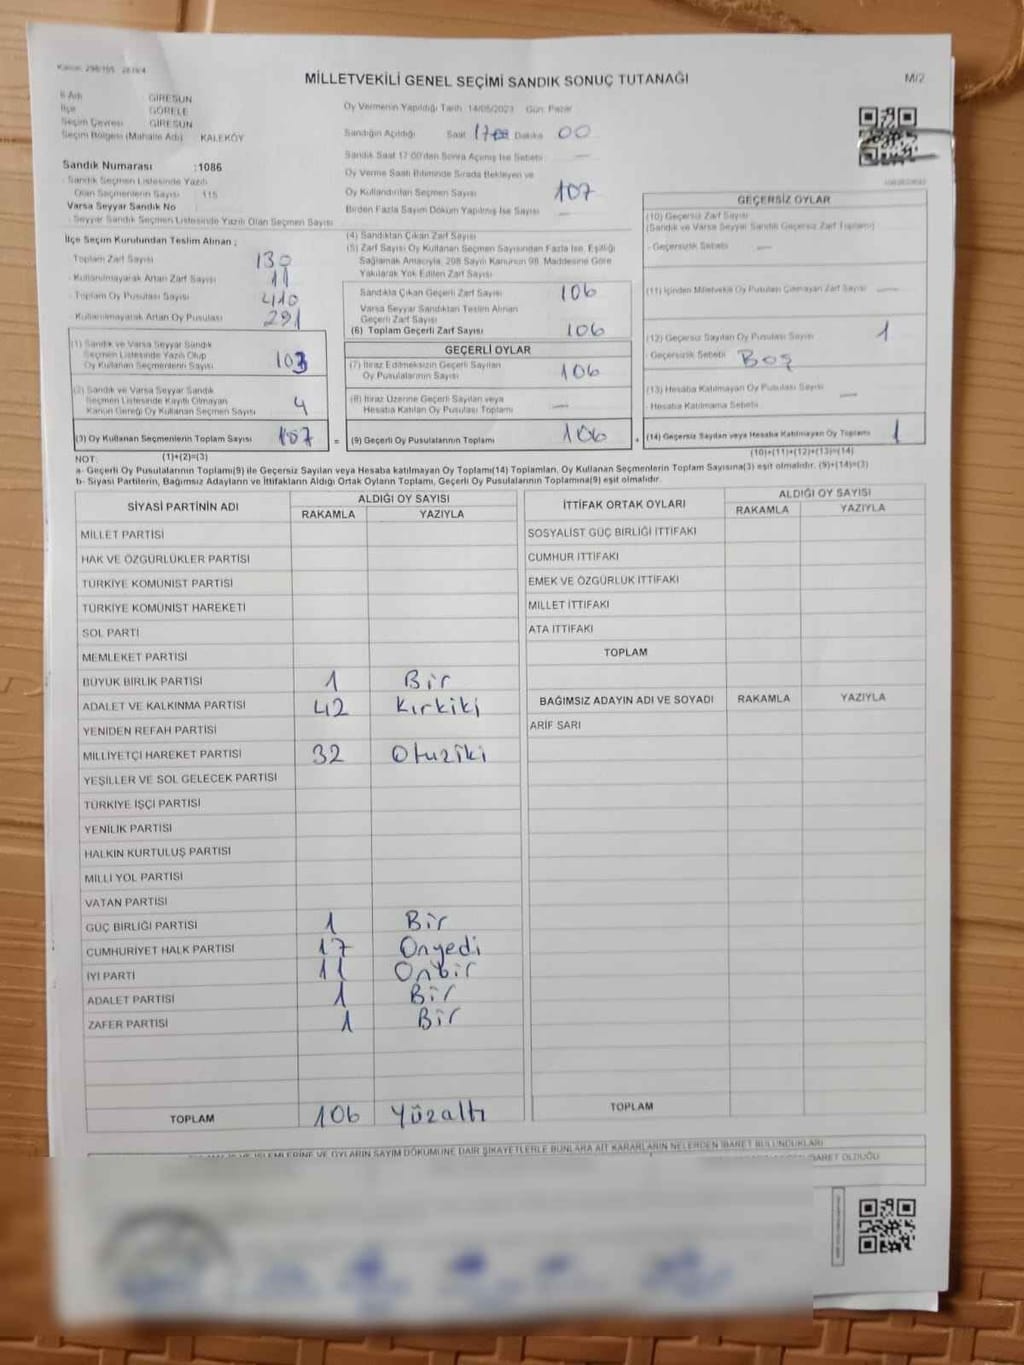 MİLLETVEKİLİ GENEL SEÇİMİ SANDIK SONUÇ TUTANAĞI
M/2
İl Adı GİRESUN
İlçe GÖRELE
Seçim Çevresi GİRESUN
Seçim Bölgesi (Mahalle Adı) KALEKÖY
Sandık Numarası :1086
Sandık Seçmen Listesinde Yazılı
Olan Seçmenlerin Sayısı 115
Varsa Seyyar Sandık No
Seyyar Sandık Seçmen Listesinde Yazılı Olan Seçmen Sayısı
İlçe Seçim Kurulundan Teslim Alınan ;
Toplam Zarf Sayısı 130
Kullanılmayarak Artan Zarf Sayısı
Toplam Oy Pusulası Sayısı 410
Kullanılmayarak Artan Oy Pusulası 291
(1) Sandık ve Varsa Seyyar Sandık
Seçmen Listesinde Yazılı Olup
Oy Kullanan Seçmenlerin Sayısı 103
(2) Sandık ve Varsa Seyyar Sandık
Seçmen Listesinde Kayıtlı Olmayan
Kanun Gereği Oy Kullanan Seçmen Sayısı 4
(3) Oy Kullanan Seçmenlerin Toplam Sayısı 107 =
Oy Vermenin Yapıldığı Tarih :14/05/2023 Gün: Pazar
Sandığın Açıldığı Saat 17 Dakika 00
Sandık Saat 17:00'den Sonra Açılmış İse Sebebi —
Oy Verme Saati Bitiminde Sırada Bekleyen ve
Oy Kullandırılan Seçmen Sayısı 107
Birden Fazla Sayım Döküm Yapılmış İse Sayısı —
(4) Sandıktan Çıkan Zarf Sayısı
(5) Zarf Sayısı Oy Kullanan Seçmen Sayısından Fazla İse, Eşitliği
Sağlamak Amacıyla, 298 Sayılı Kanunun 98. Maddesine Göre
Yakılarak Yok Edilen Zarf Sayısı
Sandıkta Çıkan Geçerli Zarf Sayısı 106
Varsa Seyyar Sandıktan Teslim Alınan
Geçerli Zarf Sayısı
(6) Toplam Geçerli Zarf Sayısı 106
GEÇERLİ OYLAR
(7) İtiraz Edilmeksizin Geçerli Sayılan
Oy Pusulalarının Sayısı 106
(8) İtiraz Üzerine Geçerli Sayılan veya
Hesaba Katılan Oy Pusulası Toplamı —
(9) Geçerli Oy Pusulalarının Toplamı 106 +
GEÇERSİZ OYLAR
(10) Geçersiz Zarf Sayısı
(Sandık ve Varsa Seyyar Sandık Geçersiz Zarf Toplamı)
Geçersizlik Sebebi —
(11) İçinden Milletvekili Oy Pusulası Çıkmayan Zarf Sayısı —
(12) Geçersiz Sayılan Oy Pusulası Sayısı 1
Geçersizlik Sebebi Boş
(13) Hesaba Katılmayan Oy Pusulası Sayısı —
Hesaba Katılmama Sebebi
(14) Geçersiz Sayılan veya Hesaba Katılmayan Oy Toplamı 1
NOT: (1)+(2)=(3) (10)+(11)+(12)+(13)=(14)
a- Geçerli Oy Pusulalarının Toplamı(9) ile Geçersiz Sayılan veya Hesaba katılmayan Oy Toplamı(14) Toplamları, Oy Kullanan Seçmenlerin Toplam Sayısına(3) eşit olmalıdır. (9)+(14)=(3)
b- Siyasi Partilerin, Bağımsız Adayların ve İttifakların Aldığı Ortak Oyların Toplamı, Geçerli Oy Pusulalarının Toplamına(9) eşit olmalıdır.
SİYASİ PARTİNİN ADI ALDIĞI OY SAYISI
RAKAMLA YAZIYLA
MİLLET PARTİSİ
HAK VE ÖZGÜRLÜKLER PARTİSİ
TÜRKİYE KOMÜNİST PARTİSİ
TÜRKİYE KOMÜNİST HAREKETİ
SOL PARTİ
MEMLEKET PARTİSİ
BÜYÜK BİRLİK PARTİSİ 1 Bir
ADALET VE KALKINMA PARTİSİ 42 Kırkiki
YENİDEN REFAH PARTİSİ
MİLLİYETÇİ HAREKET PARTİSİ 32 Otuziki
YEŞİLLER VE SOL GELECEK PARTİSİ
TÜRKİYE İŞÇİ PARTİSİ
YENİLİK PARTİSİ
HALKIN KURTULUŞ PARTİSİ
MİLLİ YOL PARTİSİ
VATAN PARTİSİ
GÜÇ BİRLİĞİ PARTİSİ 1 Bir
CUMHURİYET HALK PARTİSİ 17 Onyedi
İYİ PARTİ 11 Onbir
ADALET PARTİSİ 1 Bir
ZAFER PARTİSİ 1 Bir
TOPLAM 106 Yüzaltı
İTTİFAK ORTAK OYLARI ALDIĞI OY SAYISI
RAKAMLA YAZIYLA
SOSYALİST GÜÇ BİRLİĞİ İTTİFAKI
CUMHUR İTTİFAKI
EMEK VE ÖZGÜRLÜK İTTİFAKI
MİLLET İTTİFAKI
ATA İTTİFAKI
TOPLAM
BAĞIMSIZ ADAYIN ADI VE SOYADI RAKAMLA YAZIYLA
ARİF SARI
TOPLAM
OYLARIN SAYIM DÖKÜMÜNE DAİR ŞİKAYETLERLE BUNLARA AİT KARARLARIN NELERDEN İBARET BULUNDUKLARI
İBARET OLDUĞU